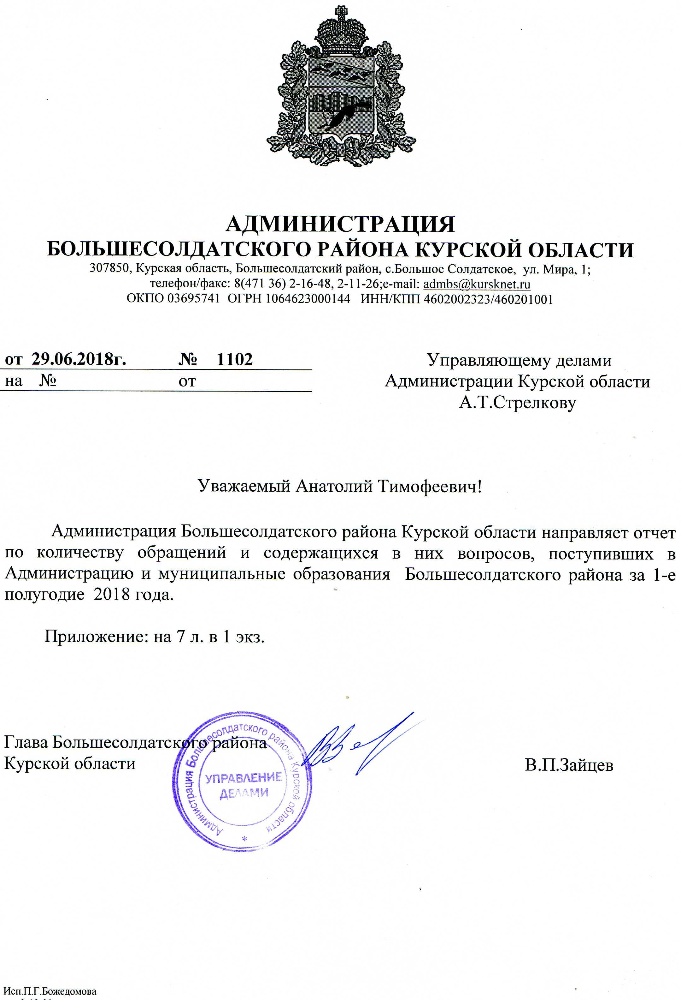 АДМИНИСТРАЦИЯ
БОЛЬШЕСОЛДАТСКОГО РАЙОНА КУРСКОЙ ОБЛАСТИ
307850, Курская область, Большесолдатский район, с.Большое Солдатское, ул. Мира, 1;
телефон/факс: 8(471 36) 2-16-48, 2-11-26;e-mail: admbs@kursknet.ru
ОКПО 03695741 ОГРН 1064623000144 ИНН/КПП 4602002323/460201001
от 29.06.2018г. № 1102
на № от
Управляющему делами
Администрации Курской области
А.Т.Стрелкову
Уважаемый Анатолий Тимофеевич!
Администрация Большесолдатского района Курской области направляет отчет
по количеству обращений и содержащихся в них вопросов, поступивших в
Администрацию и муниципальные образования Большесолдатского района за 1-е
полугодие 2018 года.
Приложение: на 7 л. в 1 экз.
Глава Большесолдатского района
Курской области
В.П.Зайцев
Администрация Большесолдатского района Курской области
УПРАВЛЕНИЕ
ДЕЛАМИ
*
Исп.П.Г.Божедомова